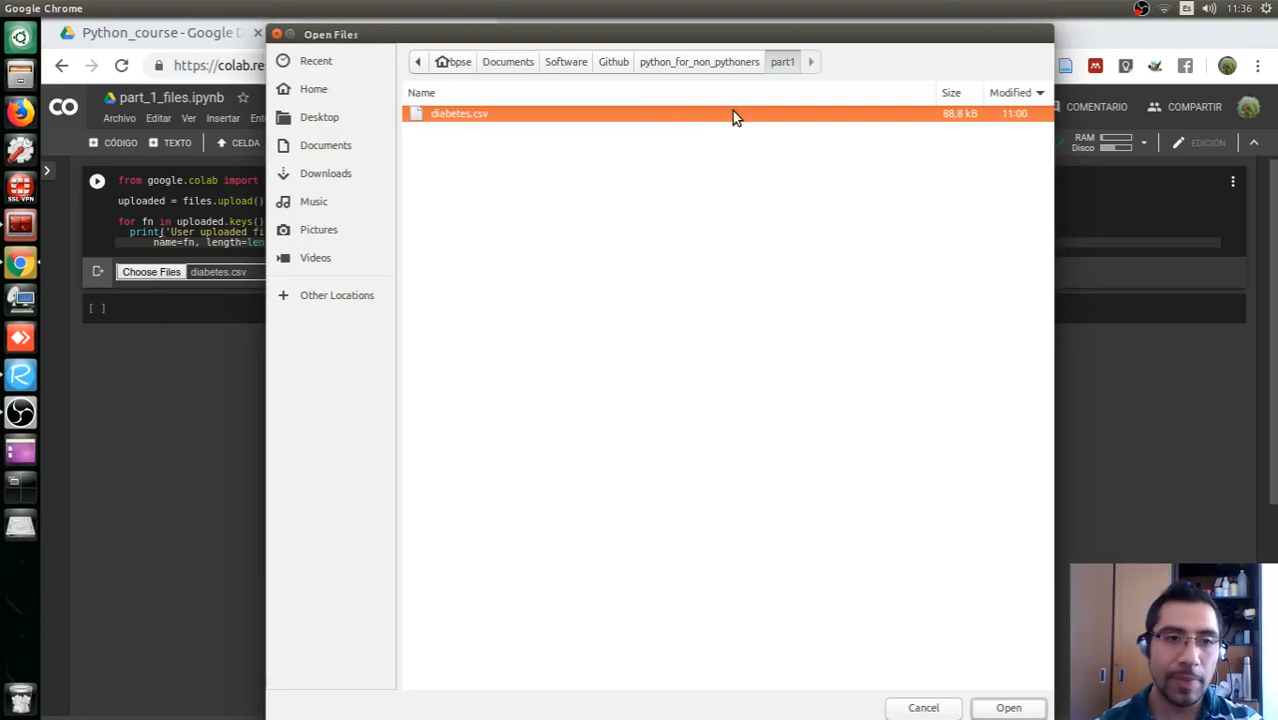 Google Chrome
Es
11:36
Python_course - Google D
Open Files
https://colab.re
Recent
bpse
Documents
Software
Github
python_for_non_pythoners
part1
Home
Name
Size
Modified
CO
part_1_files.ipynb
Desktop
diabetes.csv
88.8 kB
11:00
COMENTARIO
COMPARTIR
Archivo
Editar
Ver
Insertar
CÓDIGO
TEXTO
CELDA
Documents
RAM
Disco
EDICIÓN
Downloads
from google.colab import
uploaded = files.upload()
Music
for fn in uploaded.keys()
print('User uploaded fi
name=fn, length=len
Pictures
Choose Files
diabetes.csv
Videos
[ ]
Other Locations
SSL VPN
Cancel
Open